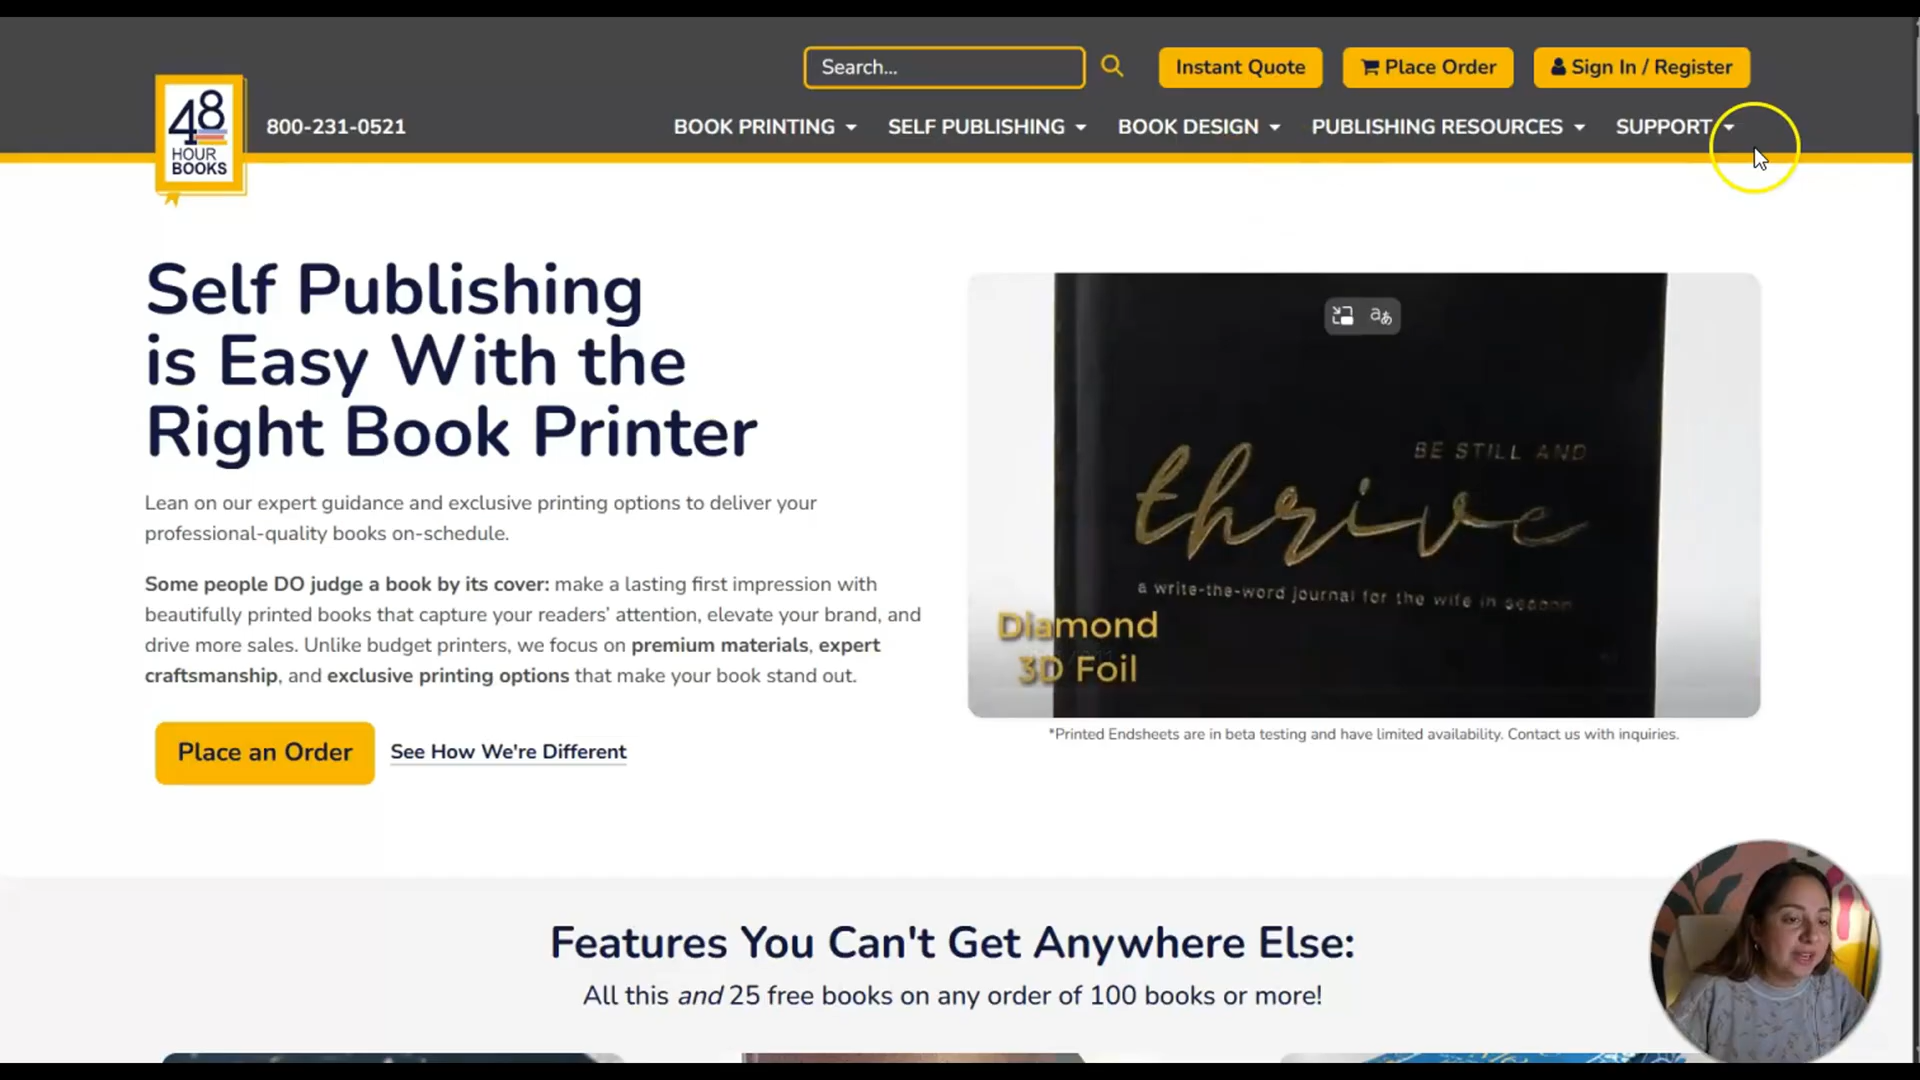 Search...
Instant Quote
Place Order
Sign In / Register
48
HOUR
BOOKS
800-231-0521
BOOK PRINTING
SELF PUBLISHING
BOOK DESIGN
PUBLISHING RESOURCES
SUPPORT
Self Publishing
is Easy With the
Right Book Printer
Lean on our expert guidance and exclusive printing options to deliver your
professional-quality books on-schedule.
Some people DO judge a book by its cover: make a lasting first impression with
beautifully printed books that capture your readers’ attention, elevate your brand, and
drive more sales. Unlike budget printers, we focus on premium materials, expert
craftsmanship, and exclusive printing options that make your book stand out.
Place an Order
See How We're Different
BE STILL AND
thrive
a write-the-word journal for the wife in season
Diamond
3D Foil
*Printed Endsheets are in beta testing and have limited availability. Contact us with inquiries.
Features You Can't Get Anywhere Else:
All this and 25 free books on any order of 100 books or more!